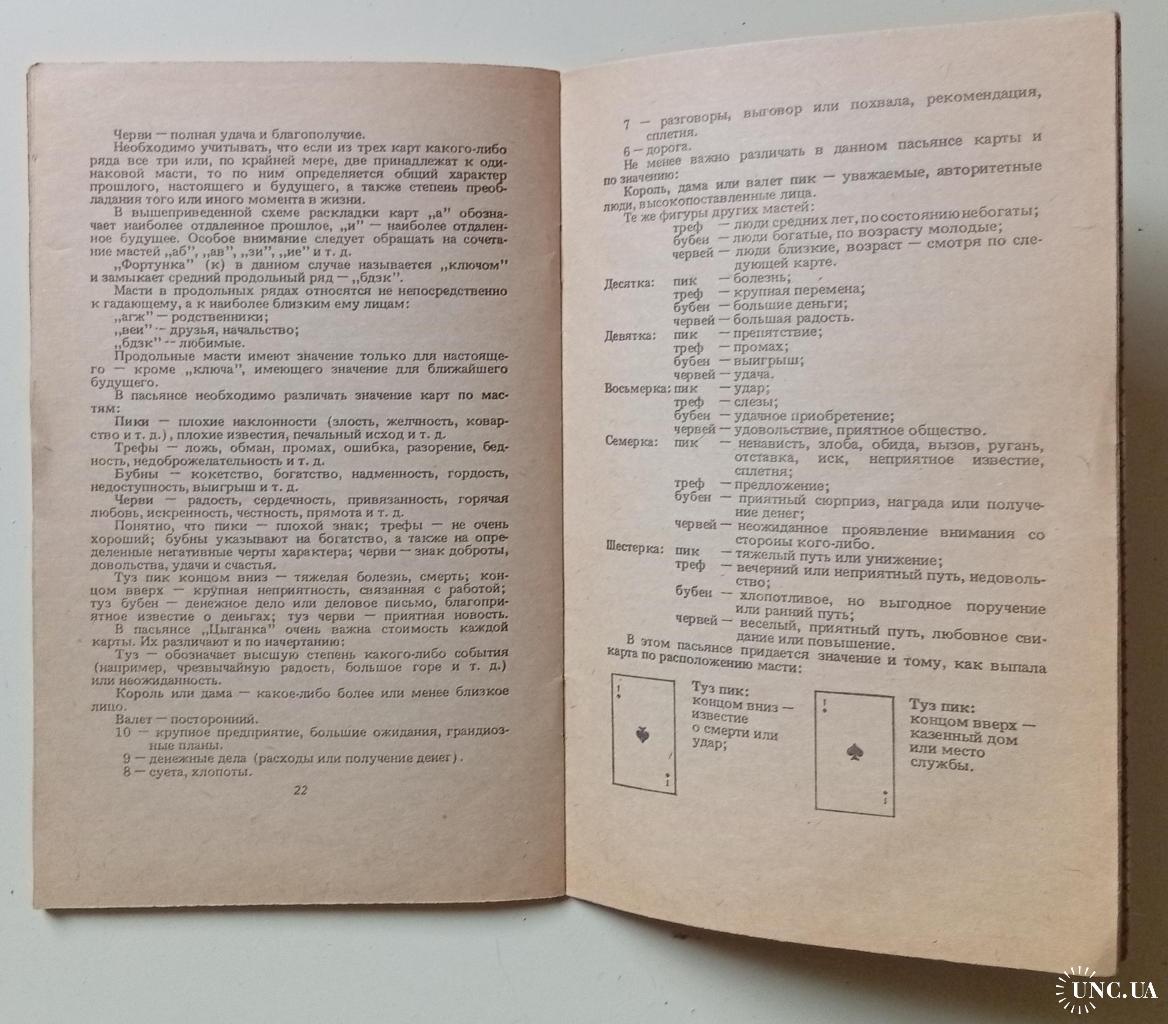 Черви — полная удача и благополучие.
Необходимо учитывать, что если из трех карт какого-либо
ряда все три или, по крайней мере, две принадлежат к оди-
наковой масти, то по ним определяется общий характер
прошлого, настоящего и будущего, а также степень преоб-
ладания того или иного момента в жизни.
В вышеприведенной схеме раскладки карт „а” обозна-
чает наиболее отдаленное прошлое, „и” — наиболее отдален-
ное будущее. Особое внимание следует обращать на сочета-
ние мастей „аб”, „ав”, „зи”, „ие” и т. д.
„Фортунка” (к) в данном случае называется „ключом”
и замыкает средний продольный ряд — „бдзк”.
Масти в продольных рядах относятся не непосредственно
к гадающему, а к наиболее близким ему лицам:
„агж” — родственники;
„веи” — друзья, начальство;
„бдзк” — любимые.
Продольные масти имеют значение только для настояще-
го — кроме „ключа”, имеющего значение для ближайшего
будущего.
В пасьянсе необходимо различать значение карт по мас-
тям:
Пики — плохие наклонности (злость, желчность, ковар-
ство и т. д.), плохие известия, печальный исход и т. д.
Трефы — ложь, обман, промах, ошибка, разорение, бед-
ность, недоброжелательность и т. д.
Бубны — кокетство, богатство, надменность, гордость,
недоступность, выигрыш и т. д.
Черви — радость, сердечность, привязанность, горячая
любовь, искренность, честность, прямота и т. д.
Понятно, что пики — плохой знак; трефы — не очень
хороший; бубны указывают на богатство, а также на опре-
деленные негативные черты характера; черви — знак доброты,
довольства, удачи и счастья.
Туз пик концом вниз — тяжелая болезнь, смерть; кон-
цом вверх — крупная неприятность, связанная с работой;
туз бубен — денежное дело или деловое письмо, благопри-
ятное известие о деньгах; туз черви — приятная новость.
В пасьянсе „Цыганка” очень важна стоимость каждой
карты. Их различают и по начертанию:
Туз — обозначает высшую степень какого-либо события
(например, чрезвычайную радость, большое горе и т. д.)
или неожиданность.
Король или дама — какое-либо более или менее близкое
лицо.
Валет — посторонний.
10 — крупное предприятие, большие ожидания, грандиоз-
ные планы.
9 — денежные дела (расходы или получение денег).
8 — суета, хлопоты.
22
7 — разговоры, выговор или похвала, рекомендация,
сплетня.
6 — дорога.
Не менее важно различать в данном пасьянсе карты и
по значению:
Король, дама или валет пик — уважаемые, авторитетные
люди, высокопоставленные лица.
Те же фигуры других мастей:
треф — люди средних лет, по состоянию небогаты;
бубен — люди богатые, по возрасту молодые;
червей — люди близкие, возраст — смотря по сле-
дующей карте.
Десятка: пик — болезнь;
треф — крупная перемена;
бубен — большие деньги;
червей — большая радость.
Девятка: пик — препятствие;
треф — промах;
бубен — выигрыш;
червей — удача.
Восьмерка: пик — удар;
треф — слезы;
бубен — удачное приобретение;
червей — удовольствие, приятное общество.
Семерка: пик — ненависть, злоба, обида, вызов, ругань,
отставка, иск, неприятное известие,
сплетня;
треф — предложение;
бубен — приятный сюрприз, награда или получе-
ние денег;
червей — неожиданное проявление внимания со
стороны кого-либо.
Шестерка: пик — тяжелый путь или унижение;
треф — вечерний или неприятный путь, недоволь-
ство;
бубен — хлопотливое, но выгодное поручение
или ранний путь;
червей — веселый, приятный путь, любовное сви-
дание или повышение.
В этом пасьянсе придается значение и тому, как выпала
карта по расположению масти:
Туз пик:
концом вниз —
известие
о смерти или
удар;
Туз пик:
концом вверх —
казенный дом
или место
службы.
UNC.UA